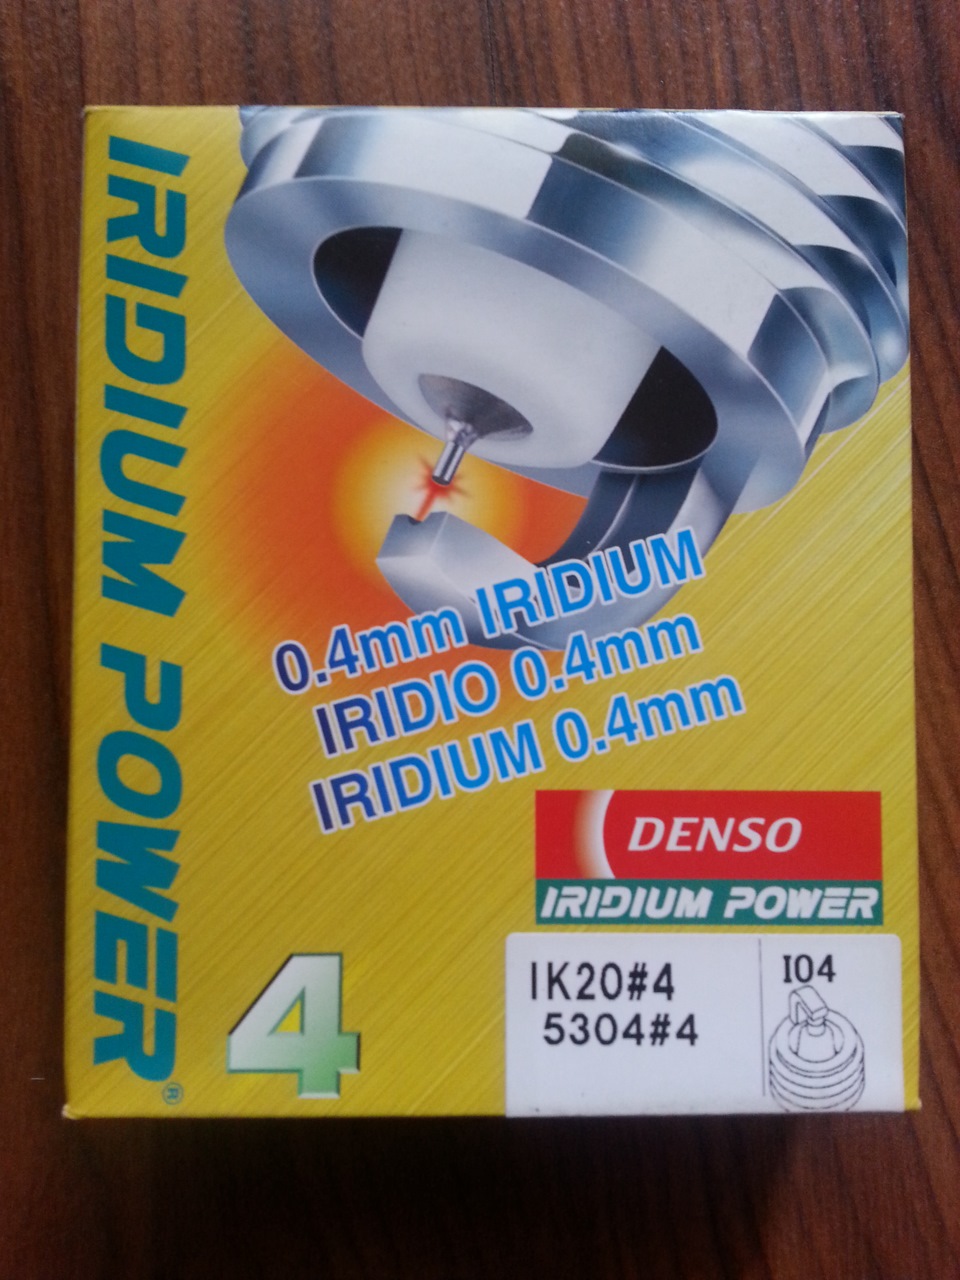 IRIDIUM POWER®
0.4mm IRIDIUM
IRIDIO 0.4mm
IRIDIUM 0.4mm
DENSO
IRIDIUM POWER
4
IK20#4
5304#4
I04